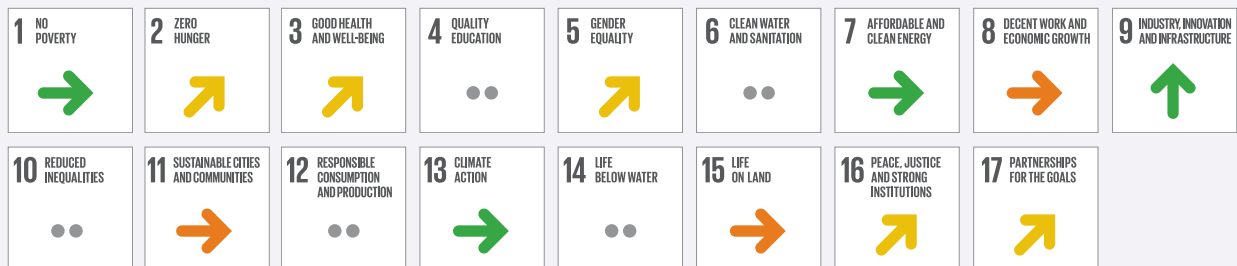 1 NO
POVERTY
2 ZERO
HUNGER
3 GOOD HEALTH
AND WELL-BEING
4 QUALITY
EDUCATION
5 GENDER
EQUALITY
6 CLEAN WATER
AND SANITATION
7 AFFORDABLE AND
CLEAN ENERGY
8 DECENT WORK AND
ECONOMIC GROWTH
9 INDUSTRY, INNOVATION
AND INFRASTRUCTURE
10 REDUCED
INEQUALITIES
11 SUSTAINABLE CITIES
AND COMMUNITIES
12 RESPONSIBLE
CONSUMPTION
AND PRODUCTION
13 CLIMATE
ACTION
14 LIFE
BELOW WATER
15 LIFE
ON LAND
16 PEACE, JUSTICE
AND STRONG
INSTITUTIONS
17 PARTNERSHIPS
FOR THE GOALS